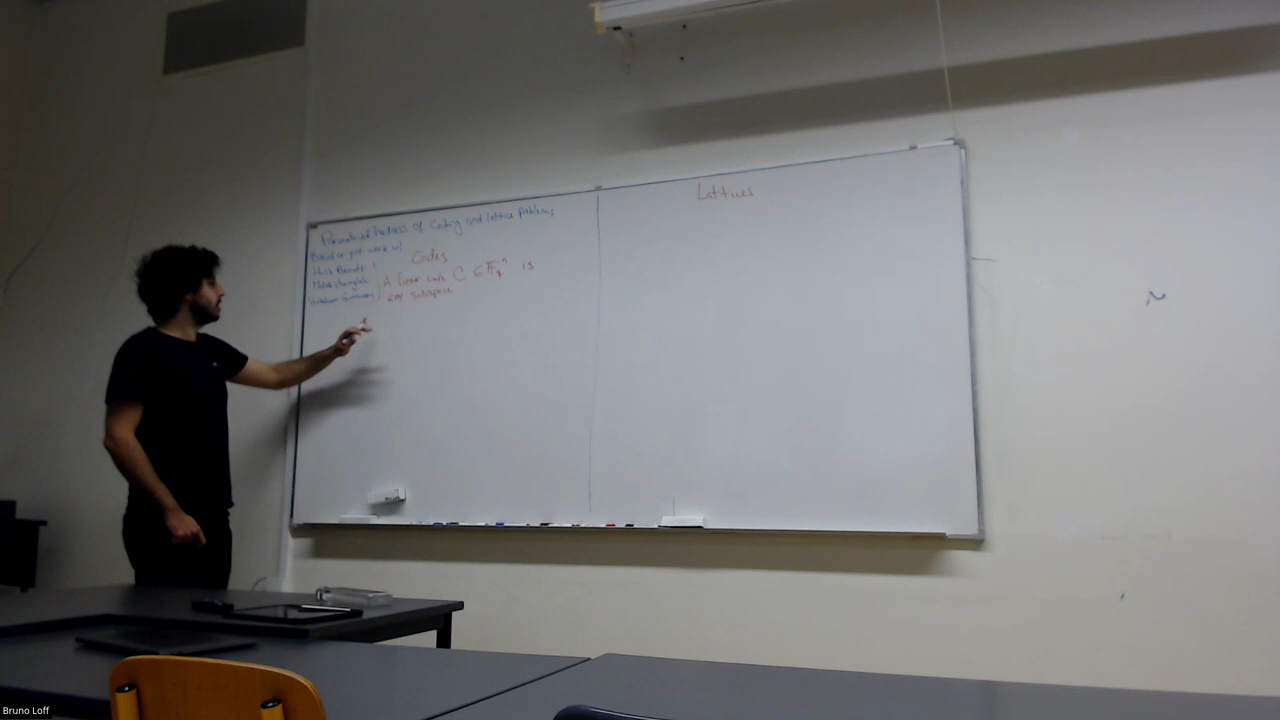 Parameterized hardness of Coding and lattice problems
Based on joint work w/
Huck Bennett
Mahdi Cheraghchi
Venkatesan Guruswami
Codes
A linear code C ⊆ 𝔽_q^n is
any subspace
Lattices
Bruno Loff